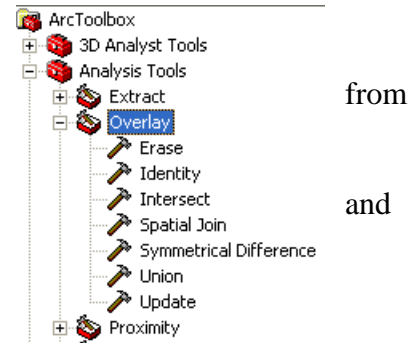 ArcToolbox
3D Analyst Tools
Analysis Tools
Extract
from
Overlay
Erase
Identity
Intersect
and
Spatial Join
Symmetrical Difference
Union
Update
Proximity